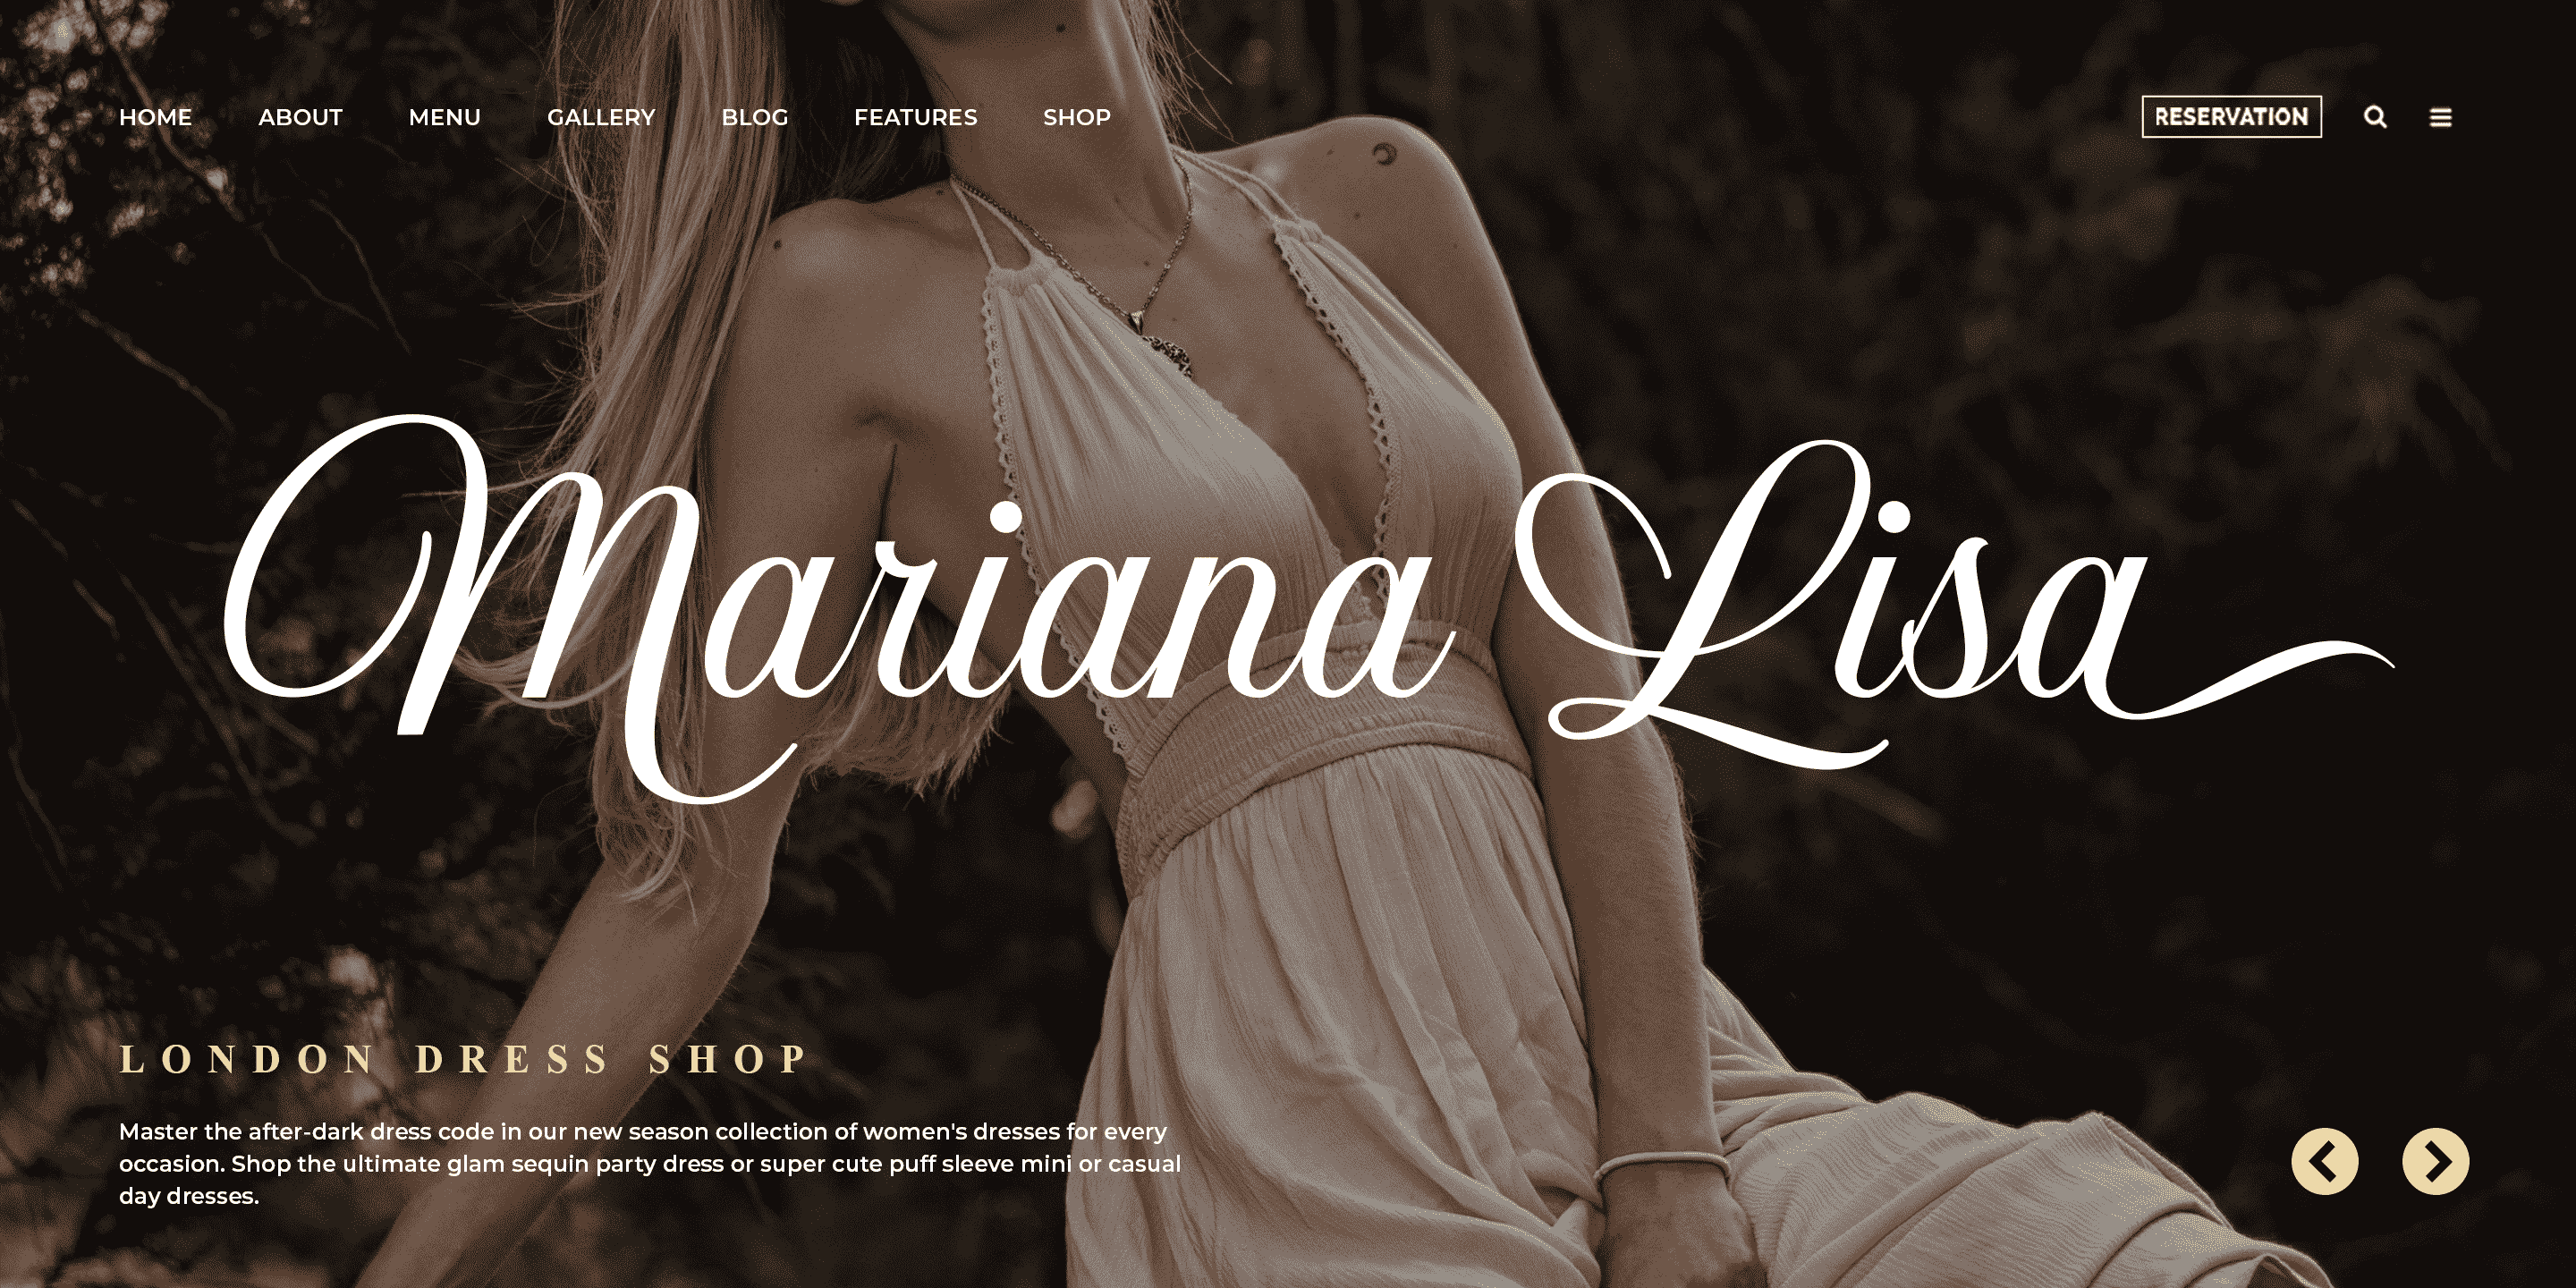 HOME ABOUT MENU GALLERY BLOG FEATURES SHOP RESERVATION
Mariana Lisa
LONDON DRESS SHOP
Master the after-dark dress code in our new season collection of women's dresses for every
occasion. Shop the ultimate glam sequin party dress or super cute puff sleeve mini or casual
day dresses.